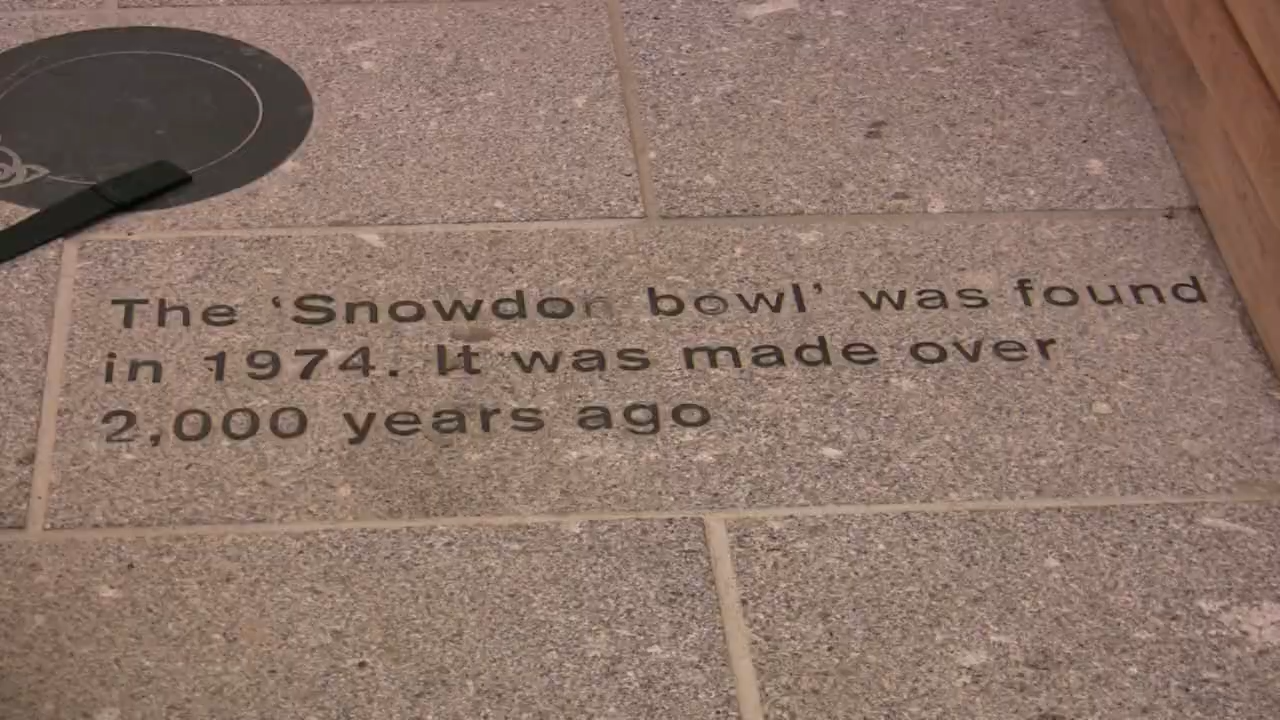 The ‘Snowdon bowl’ was found
in 1974. It was made over
2,000 years ago